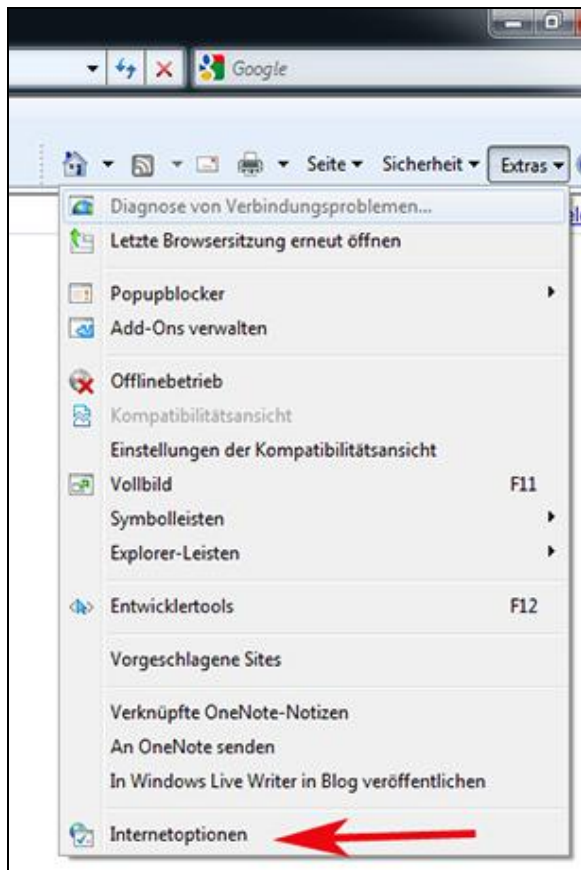 Google
Seite Sicherheit Extras
Diagnose von Verbindungsproblemen...
Letzte Browsersitzung erneut öffnen
Popupblocker
Add-Ons verwalten
Offlinebetrieb
Kompatibilitätsansicht
Einstellungen der Kompatibilitätsansicht
Vollbild F11
Symbolleisten
Explorer-Leisten
Entwicklertools F12
Vorgeschlagene Sites
Verknüpfte OneNote-Notizen
An OneNote senden
In Windows Live Writer in Blog veröffentlichen
Internetoptionen